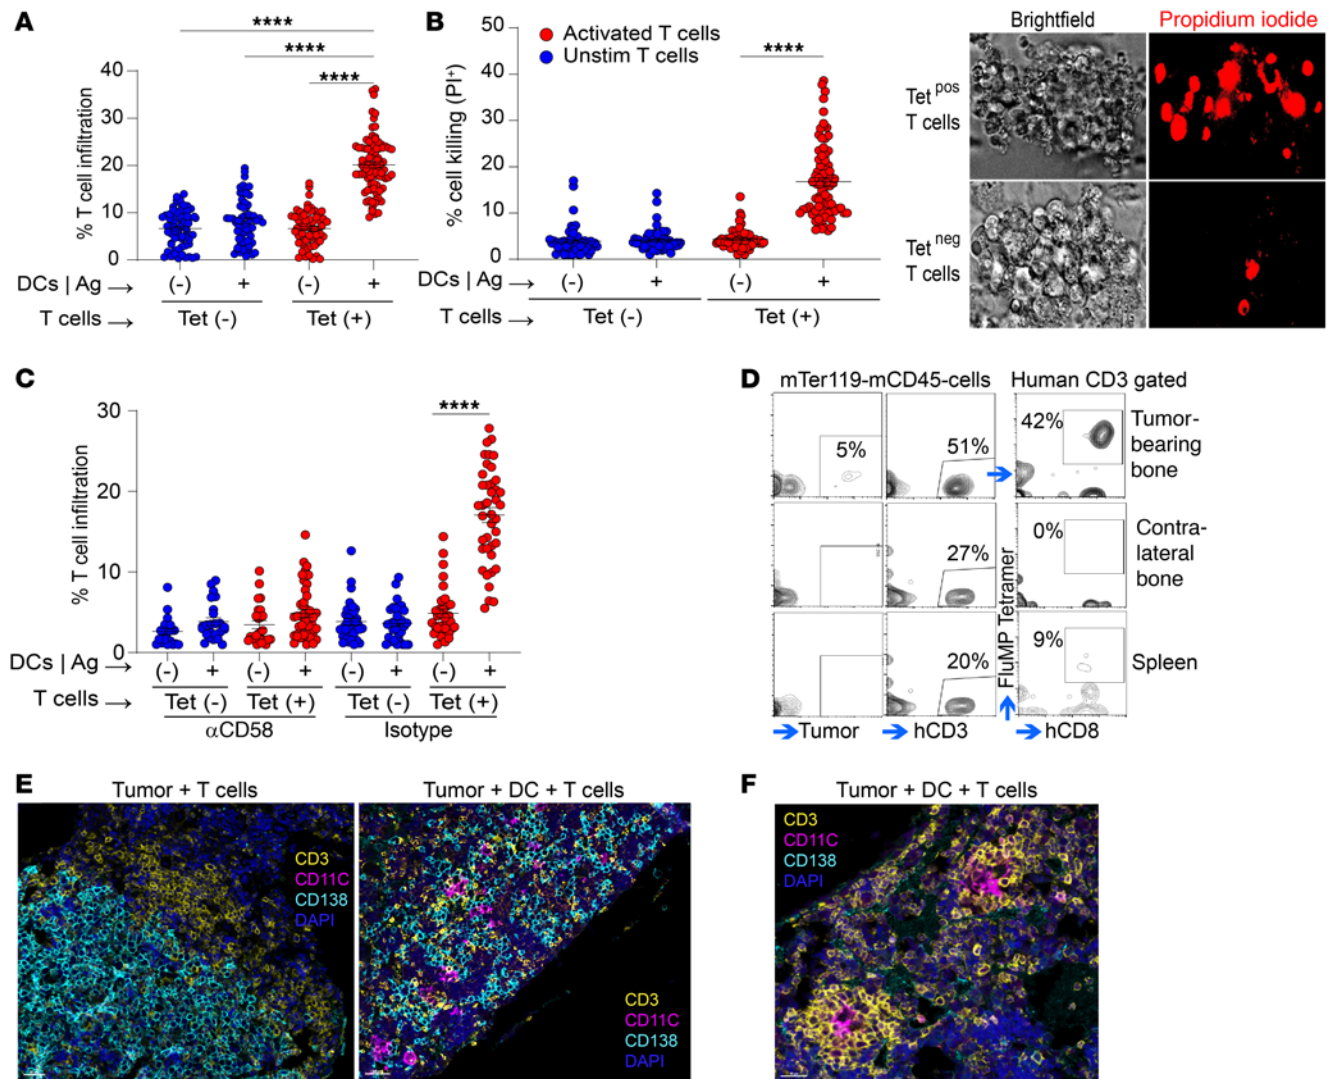 A
****
****
****
% T cell infiltration
50
40
30
20
10
0
DCs | Ag → (-) + (-) +
T cells → Tet (-) Tet (+)
B
Activated T cells
Unstim T cells
****
% cell killing (PI⁺)
50
40
30
20
10
0
DCs | Ag → (-) + (-) +
T cells → Tet (-) Tet (+)
Brightfield Propidium iodide
Tet pos
T cells
Tet neg
T cells
C
****
% T cell infiltration
30
20
10
0
DCs | Ag → (-) + (-) + (-) + (-) +
T cells → Tet (-) Tet (+) Tet (-) Tet (+)
αCD58 Isotype
D
mTer119-mCD45-cells Human CD3 gated
5% 51% 42%
Tumor-
bearing
bone
27% 0%
Contra-
lateral
bone
20% 9%
Spleen
FluMP Tetramer
Tumor hCD3 hCD8
E
Tumor + T cells
CD3
CD11C
CD138
DAPI
Tumor + DC + T cells
CD3
CD11C
CD138
DAPI
F
Tumor + DC + T cells
CD3
CD11C
CD138
DAPI